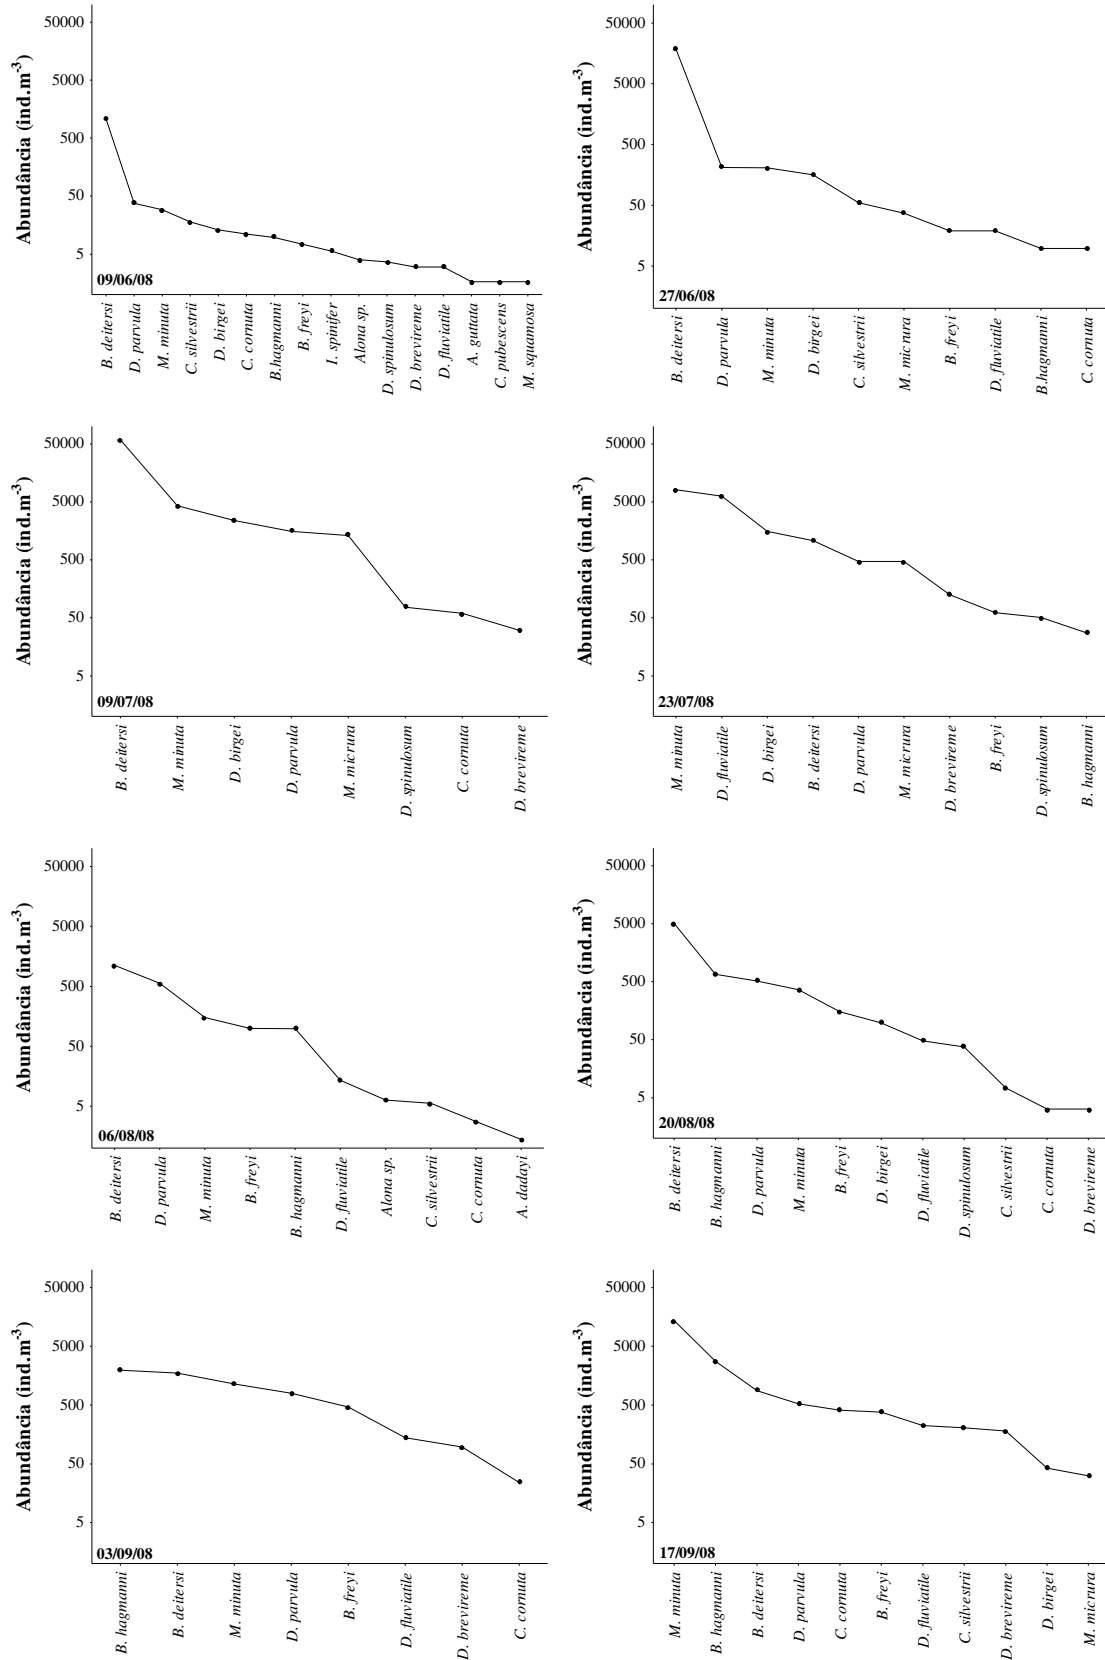 Abundância (ind.m⁻³)
50000
5000
500
50
5
09/06/08
B. deitersi
D. parvula
M. minuta
C. silvestrii
D. birgei
C. cornuta
B.hagmanni
B. freyi
I. spinifer
Alona sp.
D. spinulosum
D. brevireme
D. fluviatile
A. guttata
C. pubescens
M. squamosa
Abundância (ind.m⁻³)
50000
5000
500
50
5
27/06/08
B. deitersi
D. parvula
M. minuta
D. birgei
C. silvestrii
M. micrura
B. freyi
D. fluviatile
B.hagmanni
C. cornuta
Abundância (ind.m⁻³)
50000
5000
500
50
5
09/07/08
B. deitersi
M. minuta
D. birgei
D. parvula
M. micrura
D. spinulosum
C. cornuta
D. brevireme
Abundância (ind.m⁻³)
50000
5000
500
50
5
23/07/08
M. minuta
D. fluviatile
D. birgei
B. deitersi
D. parvula
M. micrura
D. brevireme
B. freyi
D. spinulosum
B. hagmanni
Abundância (ind.m⁻³)
50000
5000
500
50
5
06/08/08
B. deitersi
D. parvula
M. minuta
B. freyi
B. hagmanni
D. fluviatile
Alona sp.
C. silvestrii
C. cornuta
A. dadayi
Abundância (ind.m⁻³)
50000
5000
500
50
5
20/08/08
B. deitersi
B. hagmanni
D. parvula
M. minuta
B. freyi
D. birgei
D. fluviatile
D. spinulosum
C. silvestrii
C. cornuta
D. brevireme
Abundância (ind.m⁻³)
50000
5000
500
50
5
03/09/08
B. hagmanni
B. deitersi
M. minuta
D. parvula
B. freyi
D. fluviatile
D. brevireme
C. cornuta
Abundância (ind.m⁻³)
50000
5000
500
50
5
17/09/08
M. minuta
B. hagmanni
B. deitersi
D. parvula
C. cornuta
B. freyi
D. fluviatile
C. silvestrii
D. brevireme
D. birgei
M. micrura